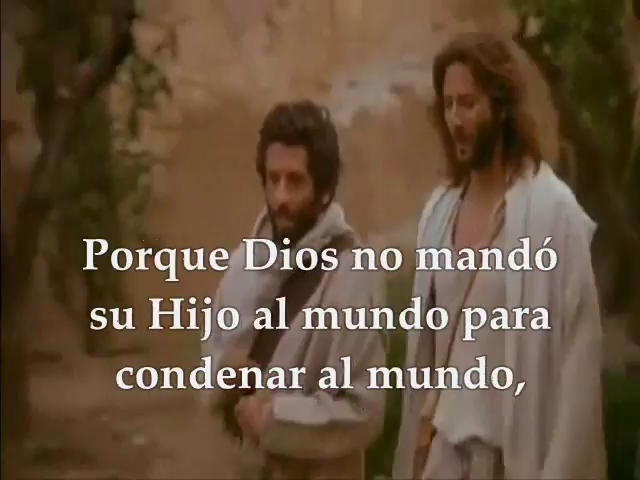 Porque Dios no mandó
su Hijo al mundo para
condenar al mundo,